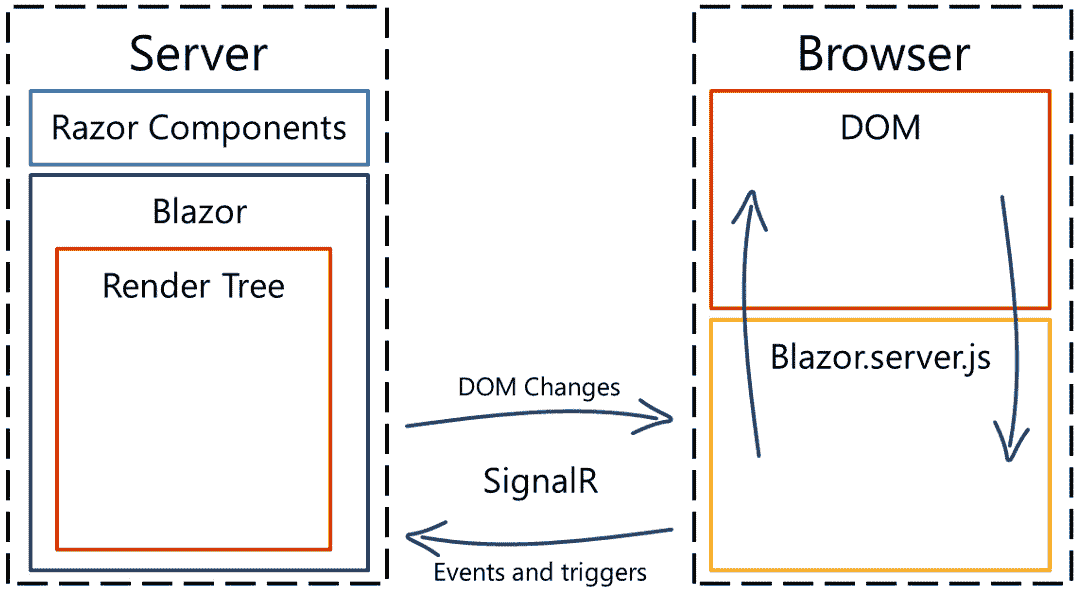 Server
Razor Components
Blazor
Render Tree
DOM Changes
SignalR
Events and triggers
Browser
DOM
Blazor.server.js